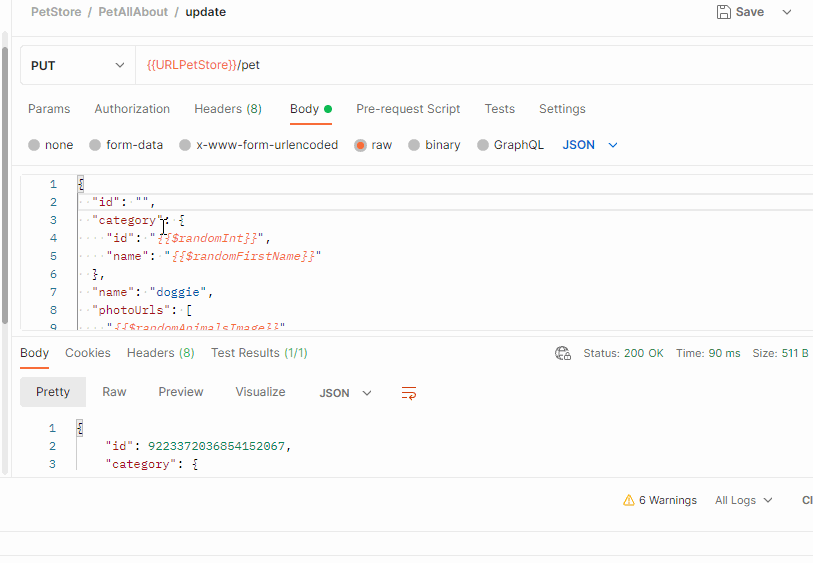 PetStore / PetAllAbout / update
Save
PUT
{{URLPetStore}}/pet
Params Authorization Headers (8) Body Pre-request Script Tests Settings
none form-data x-www-form-urlencoded raw binary GraphQL JSON
1 {
2 "id": "",
3 "category": {
4 "id": "{{$randomInt}}",
5 "name": "{{$randomFirstName}}"
6 },
7 "name": "doggie",
8 "photoUrls": [
9 "{{$randomAnimalsImage}}"
Body Cookies Headers (8) Test Results (1/1) Status: 200 OK Time: 90 ms Size: 511 B
Pretty Raw Preview Visualize JSON
1 {
2 "id": 9223372036854152067,
3 "category": {
6 Warnings All Logs